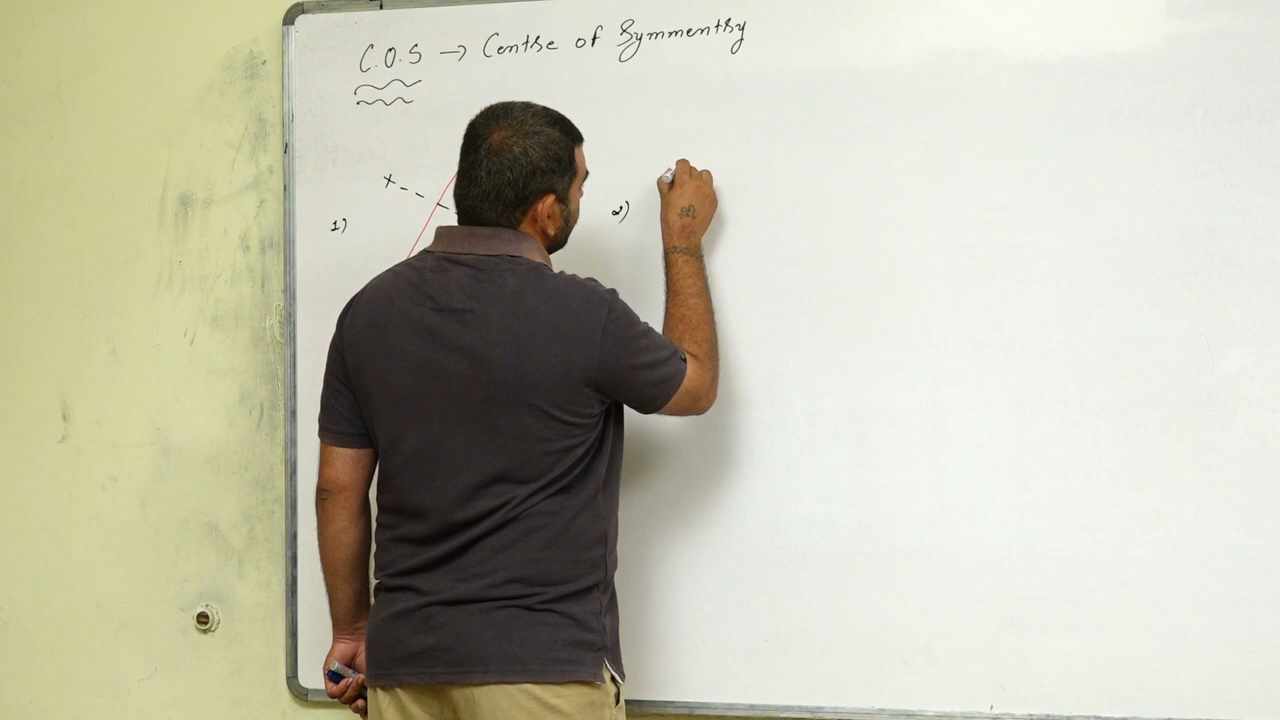 C.O.S → Centre of Symmentry
x
1)
2)